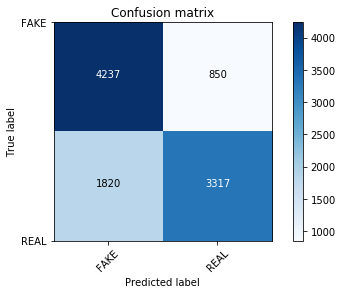 Confusion matrix
FAKE
4237
850
True label
1820
3317
REAL
FAKE
REAL
Predicted label
4000
3500
3000
2500
2000
1500
1000